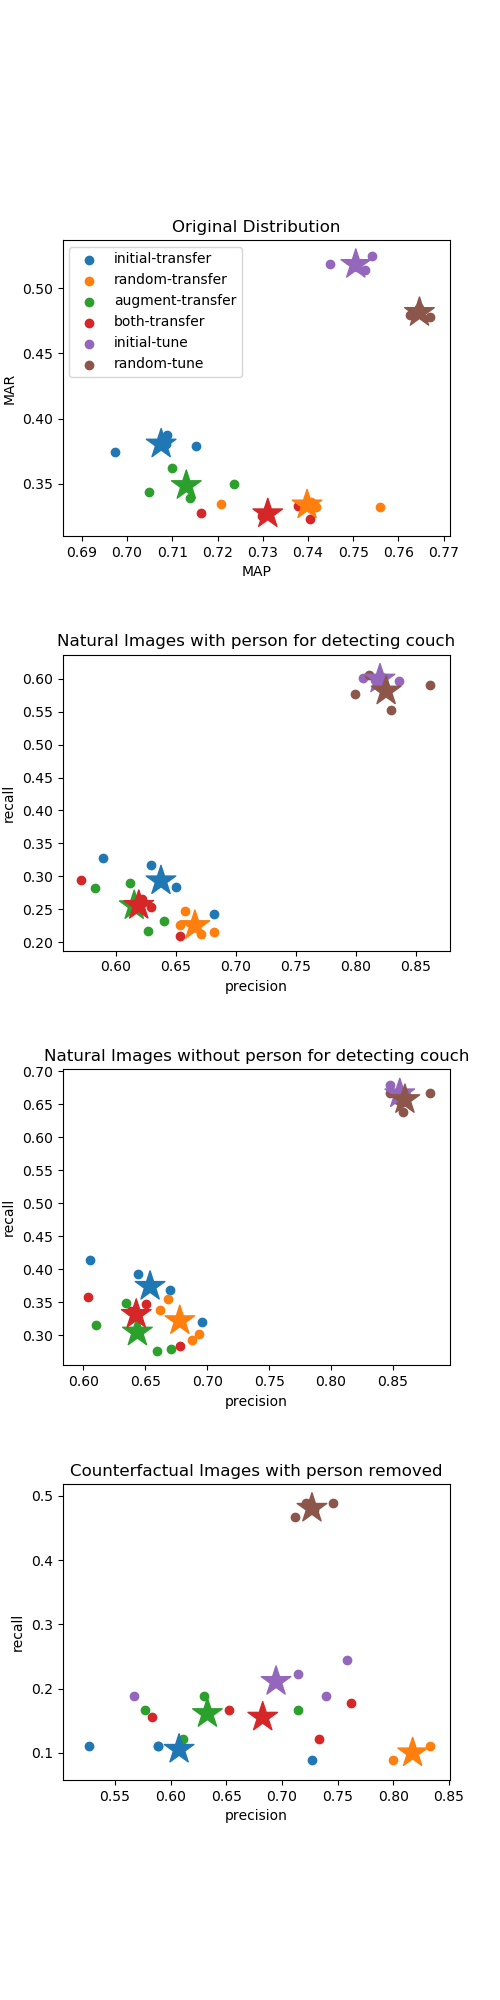 Original Distribution
initial-transfer
random-transfer
augment-transfer
both-transfer
initial-tune
random-tune
MAR
0.50
0.45
0.40
0.35
0.69 0.70 0.71 0.72 0.73 0.74 0.75 0.76 0.77
MAP
Natural Images with person for detecting couch
recall
0.60
0.55
0.50
0.45
0.40
0.35
0.30
0.25
0.20
0.60 0.65 0.70 0.75 0.80 0.85
precision
Natural Images without person for detecting couch
recall
0.70
0.65
0.60
0.55
0.50
0.45
0.40
0.35
0.30
0.60 0.65 0.70 0.75 0.80 0.85
precision
Counterfactual Images with person removed
recall
0.5
0.4
0.3
0.2
0.1
0.55 0.60 0.65 0.70 0.75 0.80 0.85
precision